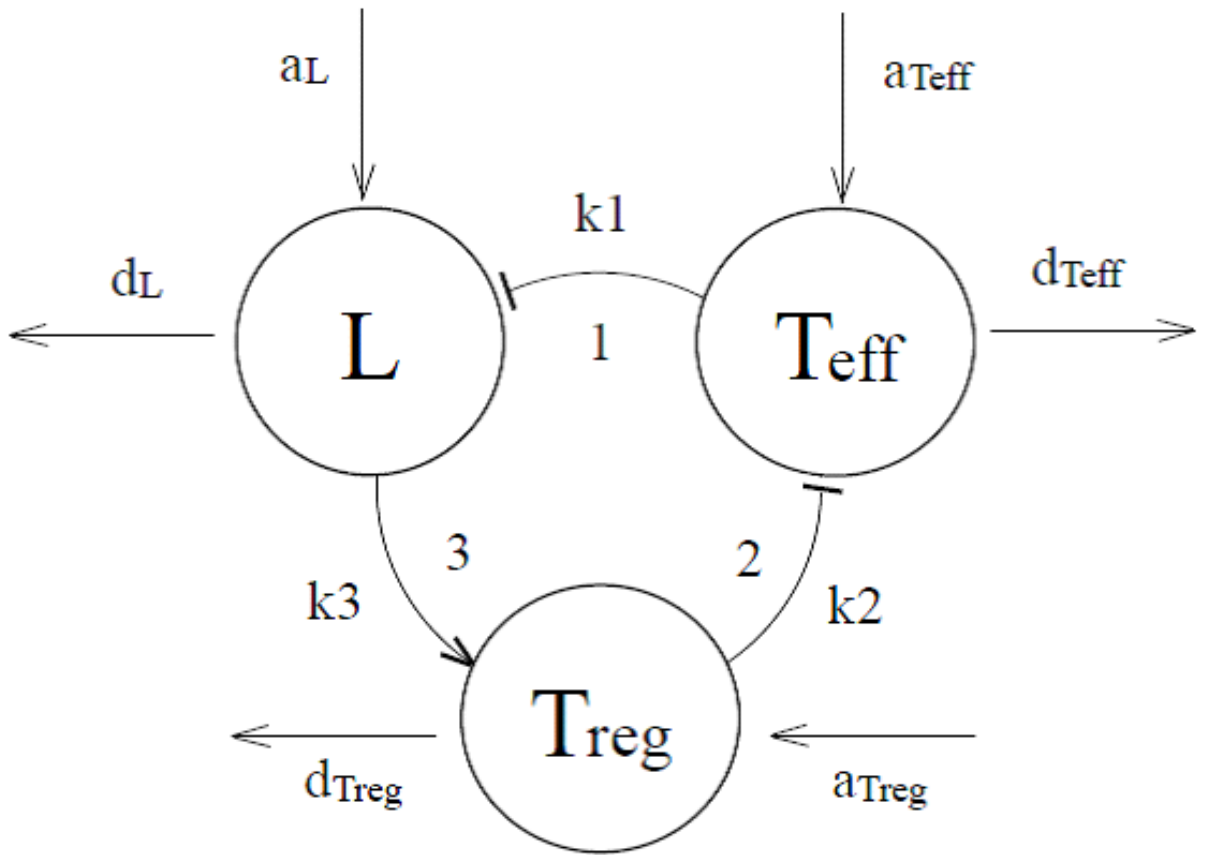 aL
aTeff
k1
dL
dTeff
L
1
Teff
3
2
k3
k2
Treg
dTreg
aTreg